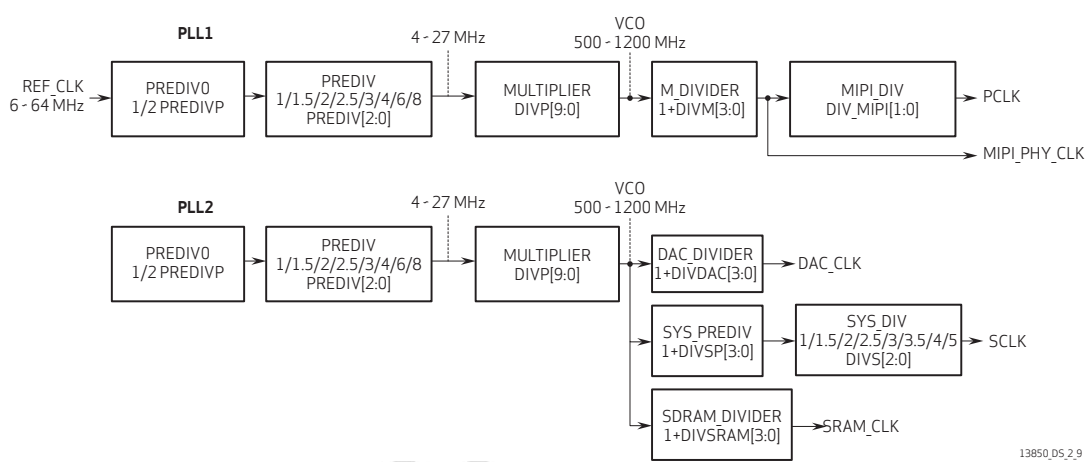 PLL1
REF_CLK
6 - 64 MHz
PREDIV0
1/2 PREDIVP
PREDIV
1/1.5/2/2.5/3/4/6/8
PREDIV[2:0]
4 - 27 MHz
MULTIPLIER
DIVP[9:0]
VCO
500 - 1200 MHz
M_DIVIDER
1+DIVM[3:0]
MIPI_DIV
DIV_MIPI[1:0]
PCLK
MIPI_PHY_CLK
PLL2
PREDIV0
1/2 PREDIVP
PREDIV
1/1.5/2/2.5/3/4/6/8
PREDIV[2:0]
4 - 27 MHz
MULTIPLIER
DIVP[9:0]
VCO
500 - 1200 MHz
DAC_DIVIDER
1+DIVDAC[3:0]
DAC_CLK
SYS_PREDIV
1+DIVSP[3:0]
SYS_DIV
1/1.5/2/2.5/3/3.5/4/5
DIVS[2:0]
SCLK
SDRAM_DIVIDER
1+DIVSRAM[3:0]
SRAM_CLK
13850_DS_2_9